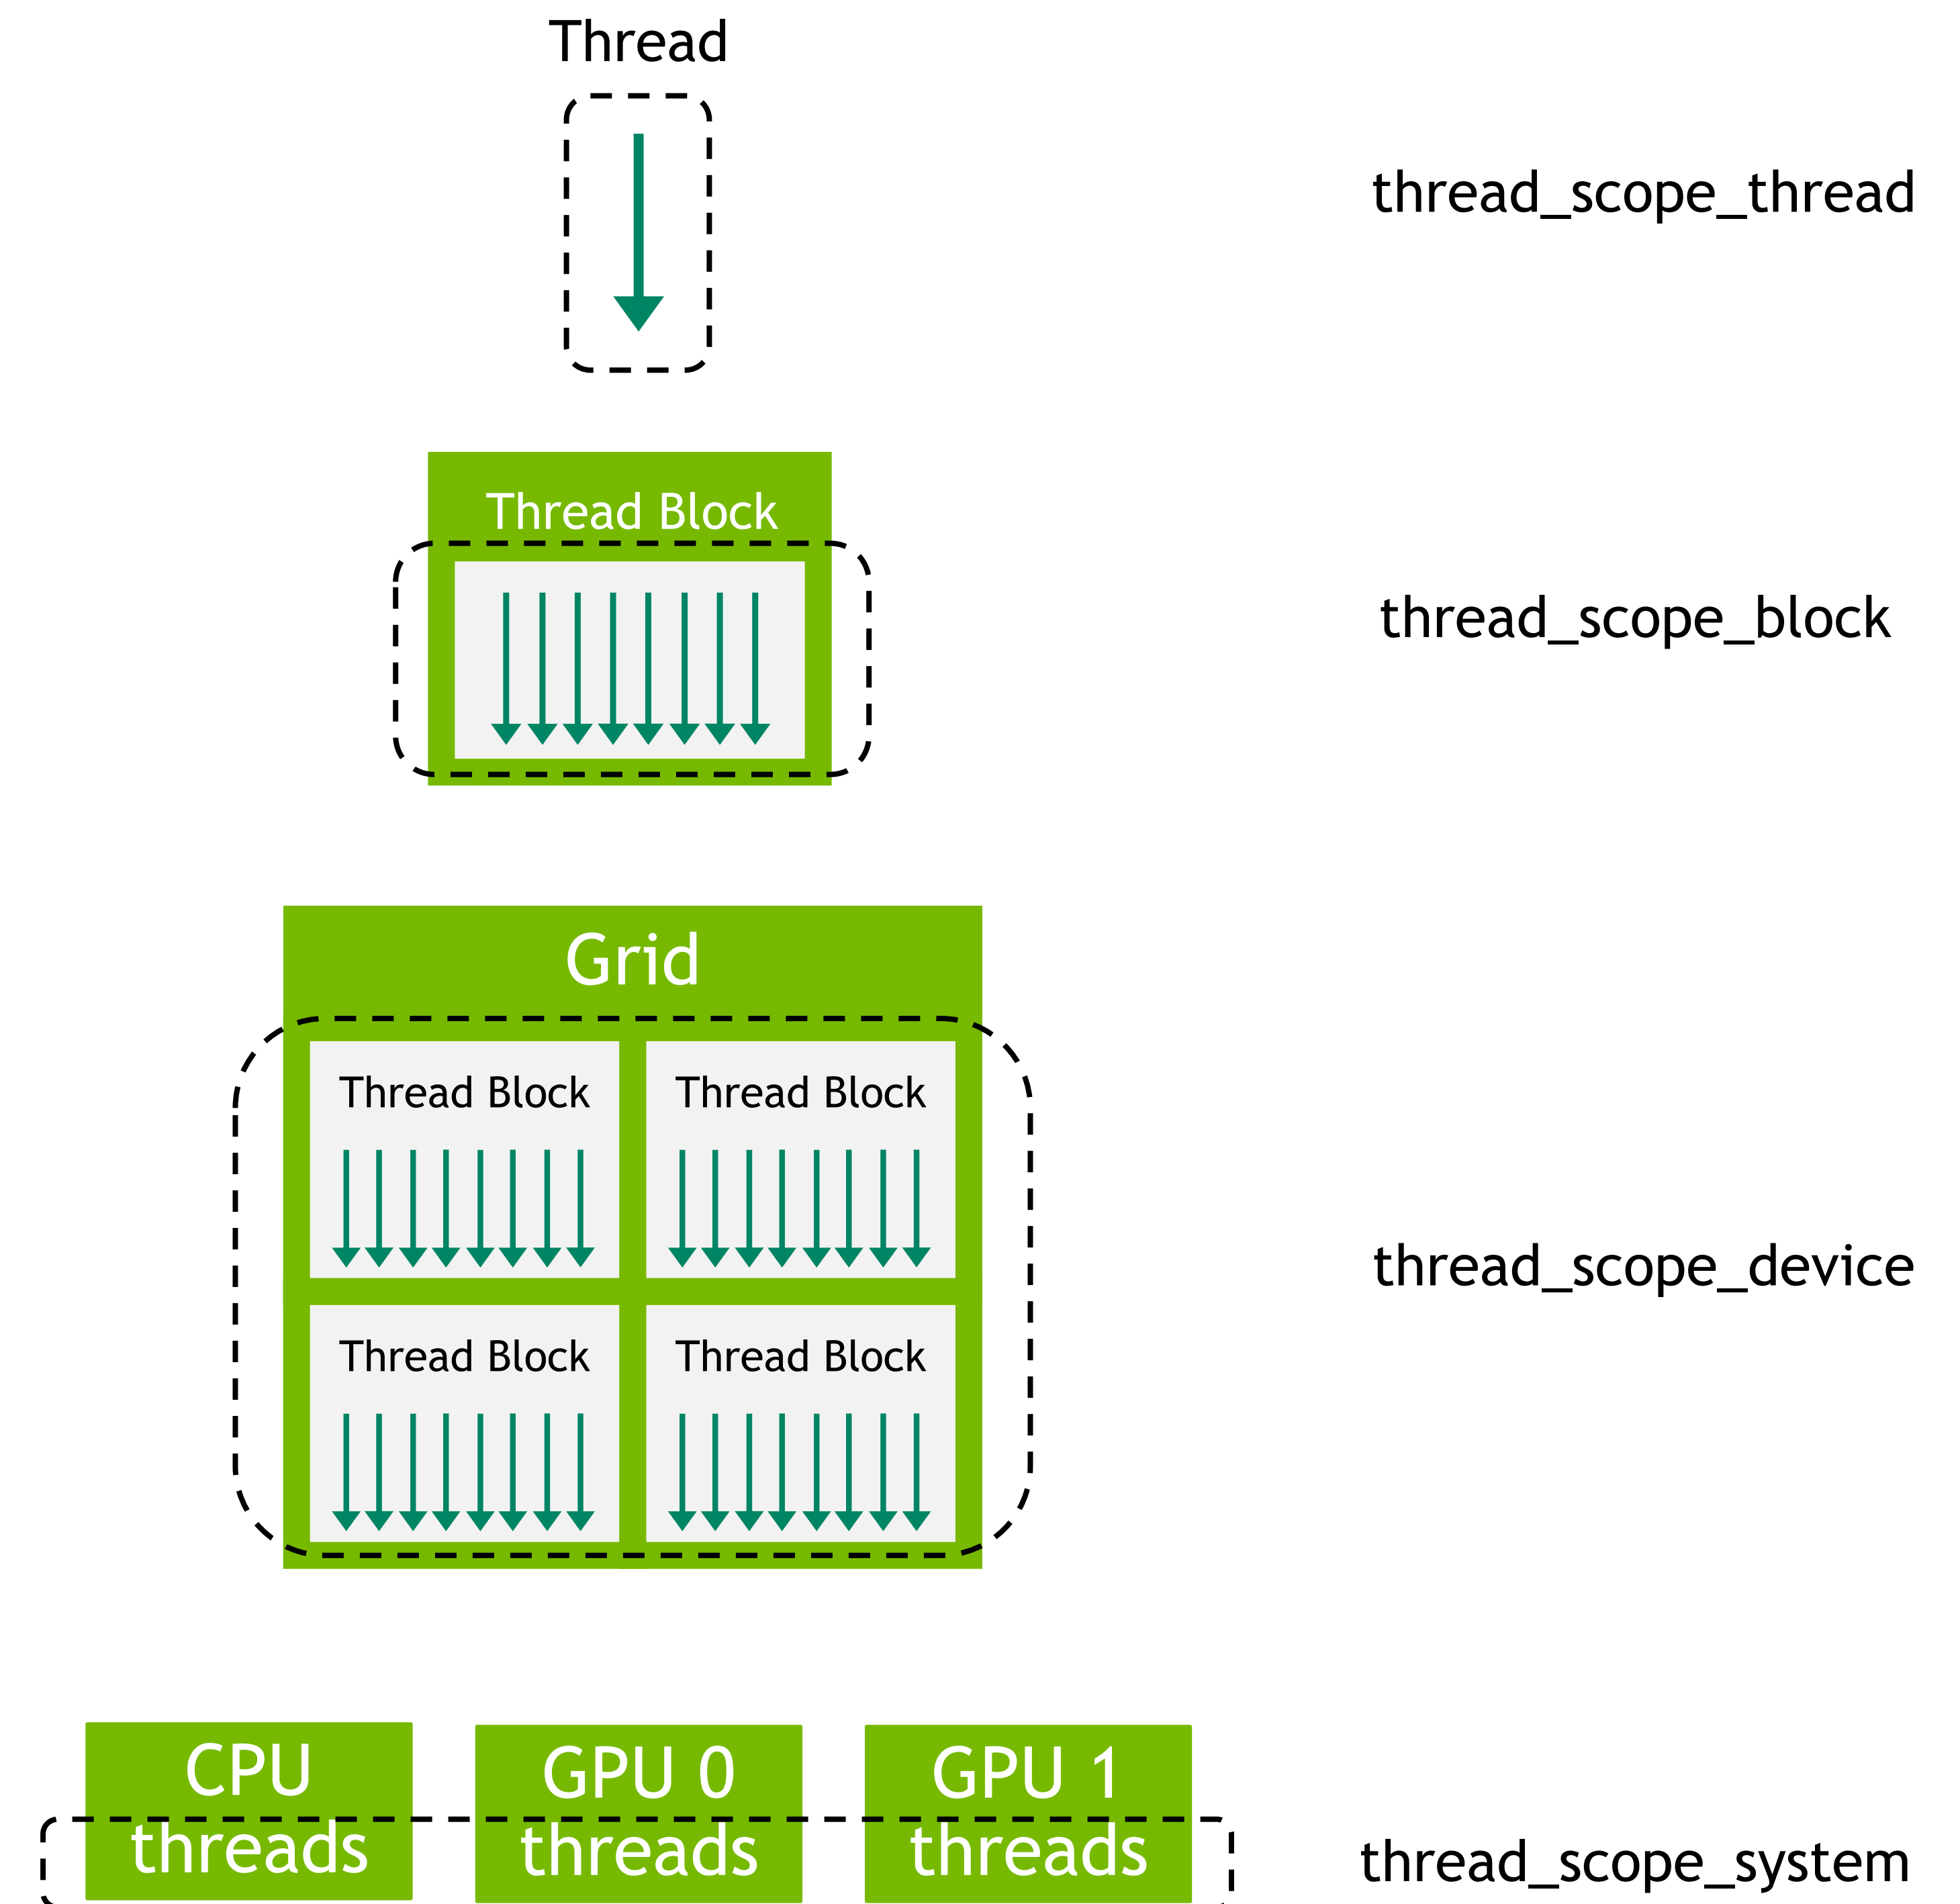 Thread
thread_scope_thread
Thread Block
thread_scope_block
Grid
Thread Block
Thread Block
thread_scope_device
Thread Block
Thread Block
CPU
threads
GPU 0
threads
GPU 1
threads
thread_scope_system